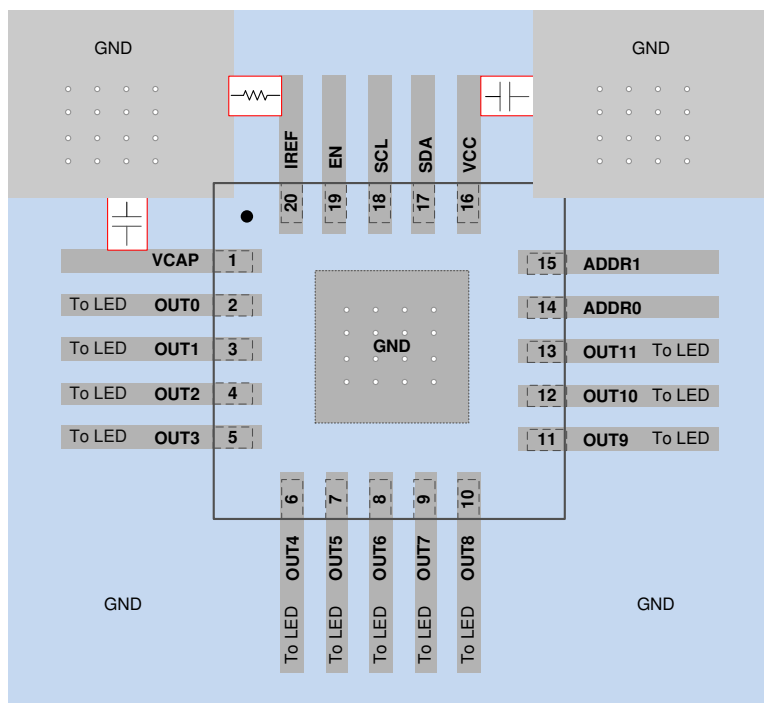 GND
GND
IREF
EN
SCL
SDA
VCC
20
19
18
17
16
VCAP 1
To LED OUT0 2
To LED OUT1 3
To LED OUT2 4
To LED OUT3 5
GND
15 ADDR1
14 ADDR0
13 OUT11 To LED
12 OUT10 To LED
11 OUT9 To LED
6
7
8
9
10
To LED OUT4
To LED OUT5
To LED OUT6
To LED OUT7
To LED OUT8
GND
GND